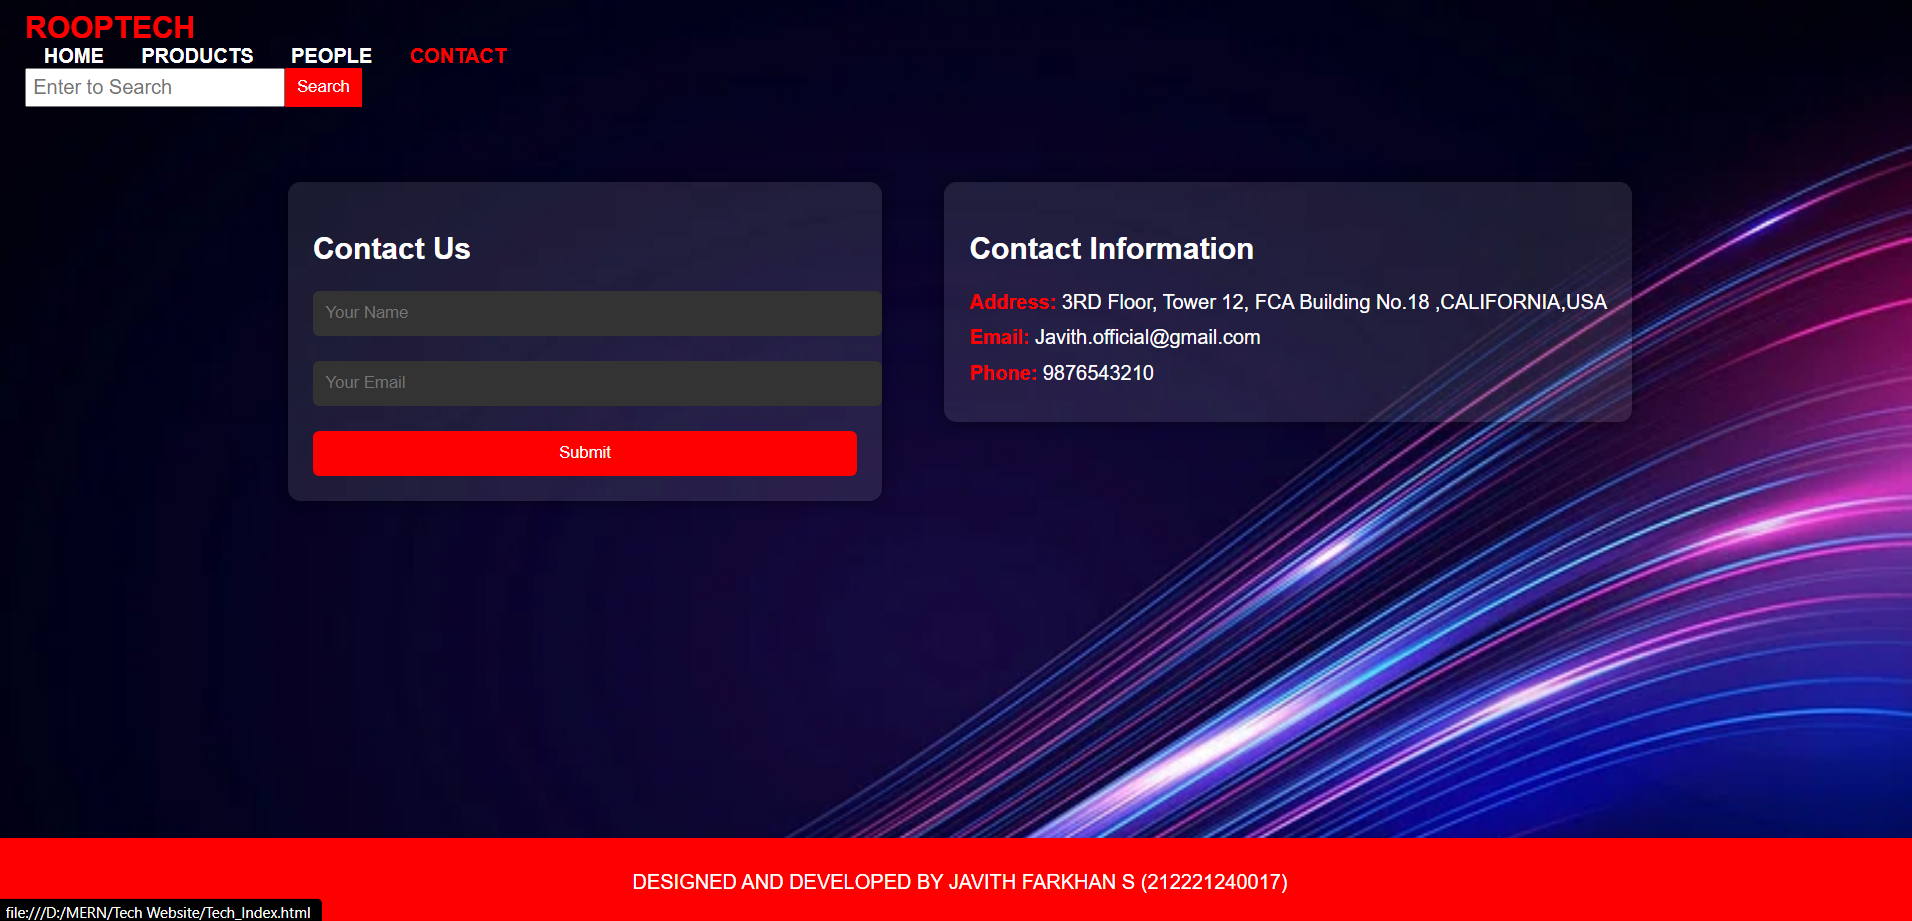 ROOPTECH
HOME PRODUCTS PEOPLE CONTACT
Enter to Search Search
Contact Us
Your Name
Your Email
Submit
Contact Information
Address: 3RD Floor, Tower 12, FCA Building No.18 ,CALIFORNIA,USA
Email: Javith.official@gmail.com
Phone: 9876543210
DESIGNED AND DEVELOPED BY JAVITH FARKHAN S (212221240017)
file:///D:/MERN/Tech Website/Tech_Index.html